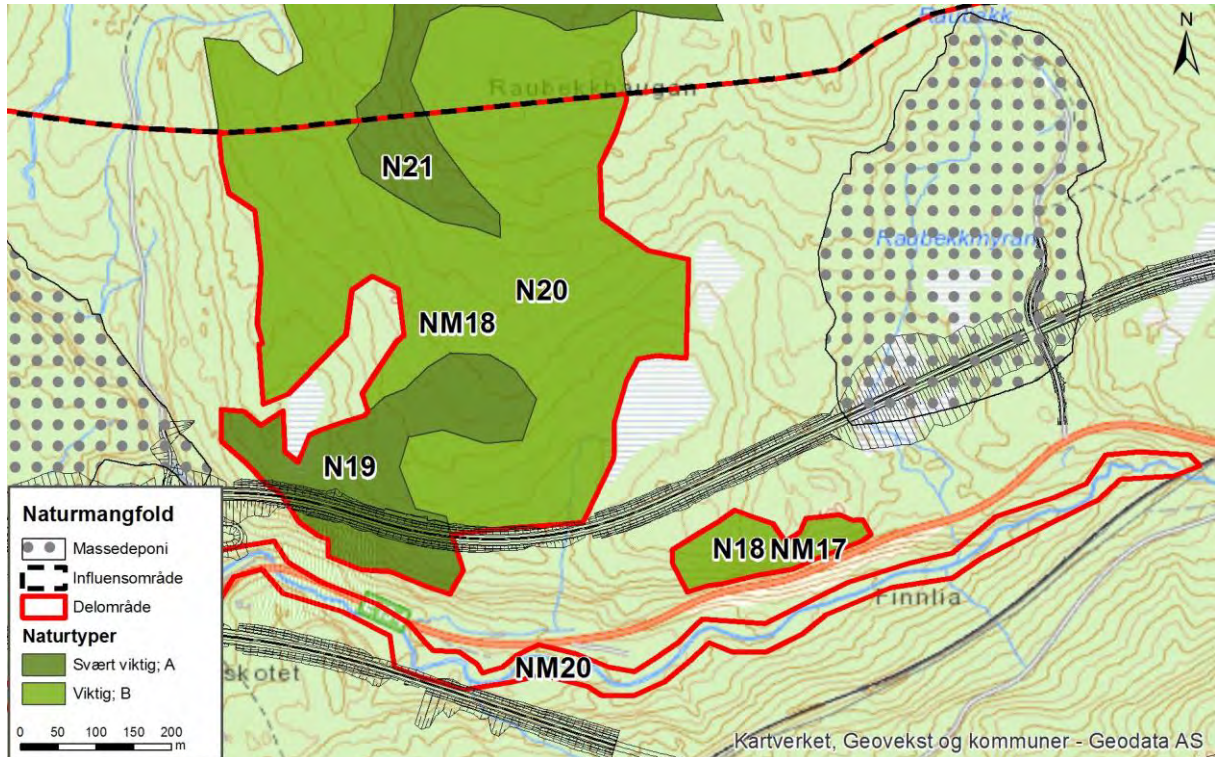 Raubekk
N
Raubekkhaugan
N21
Raubekkmyran
N20
NM18
N19
N18 NM17
Finnlia
NM20
skotet
Naturmangfold
Massedeponi
Influensområde
Delområde
Naturtyper
Svært viktig; A
Viktig; B
0 50 100 150 200
m
Kartverket, Geovekst og kommuner - Geodata AS